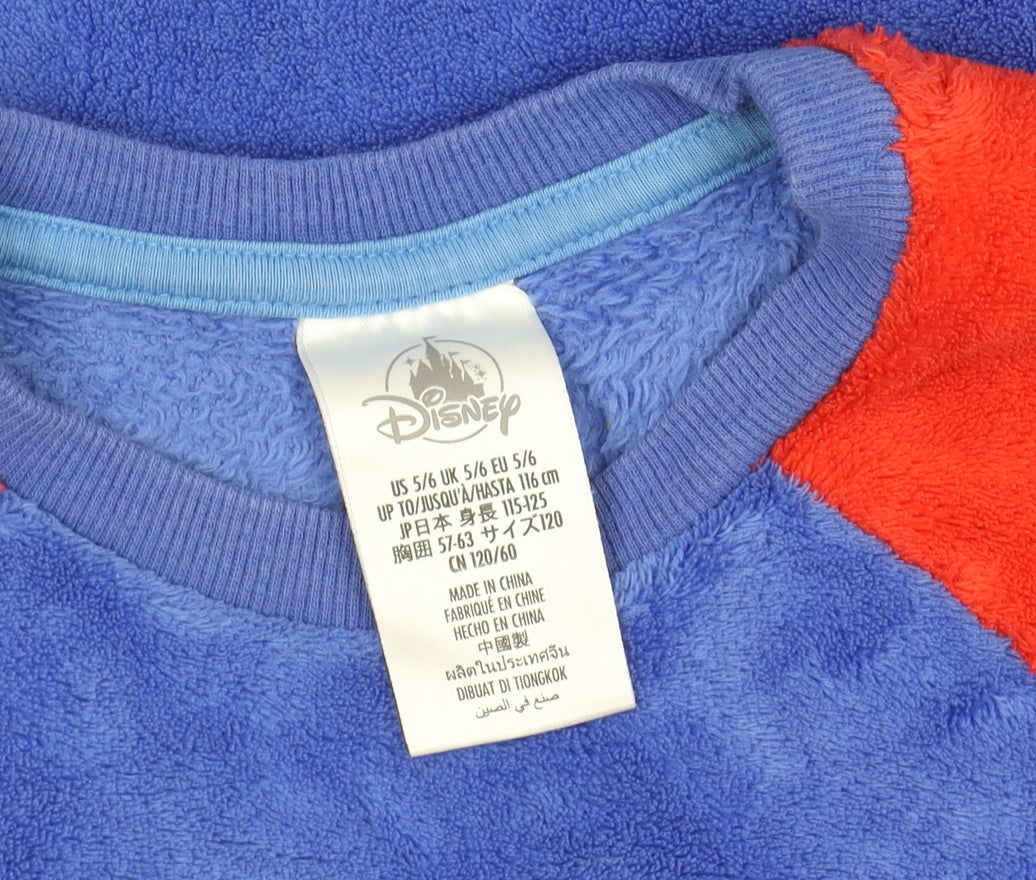 Disney
US 5/6 UK 5/6 EU 5/6
UP TO/JUSQU'À/HASTA 116 cm
JP日本 身長 115-125
胸囲 57-63 サイズ120
CN 120/60
MADE IN CHINA
FABRIQUÉ EN CHINE
HECHO EN CHINA
中國製
ผลิตในประเทศจีน
DIBUAT DI TIONGKOK
صنع في الصين